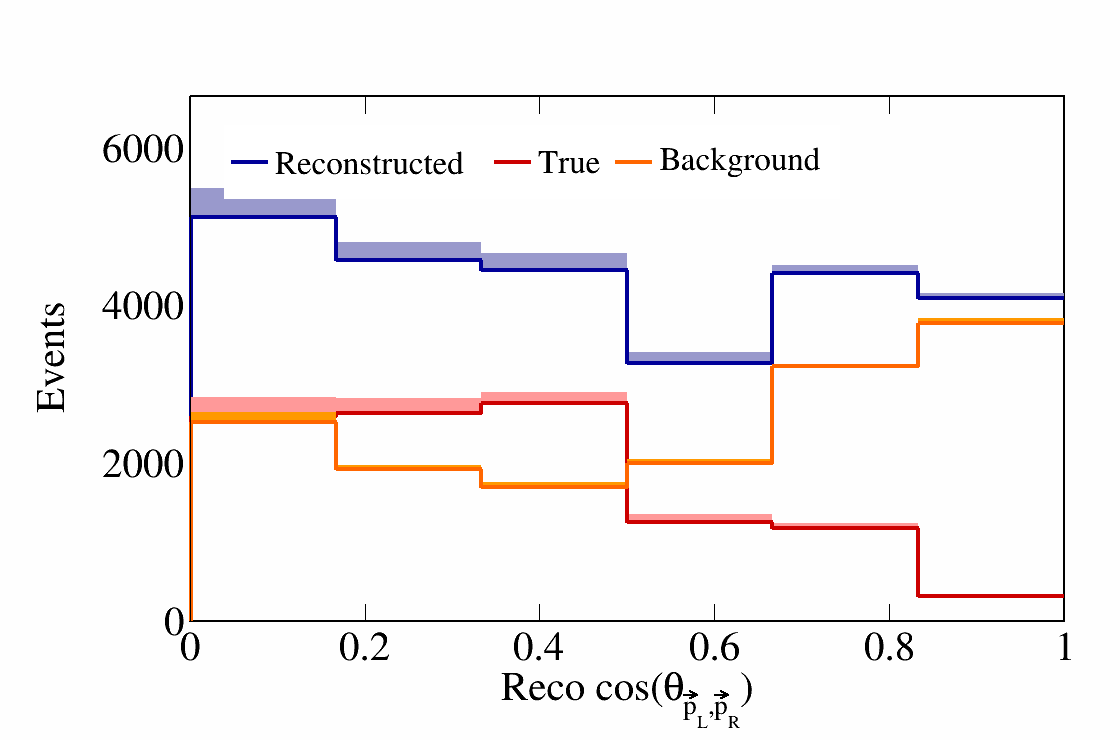 6000
Reconstructed True Background
4000
Events
2000
0
0 0.2 0.4 0.6 0.8 1
Reco cos(θ p⃗L,p⃗R)